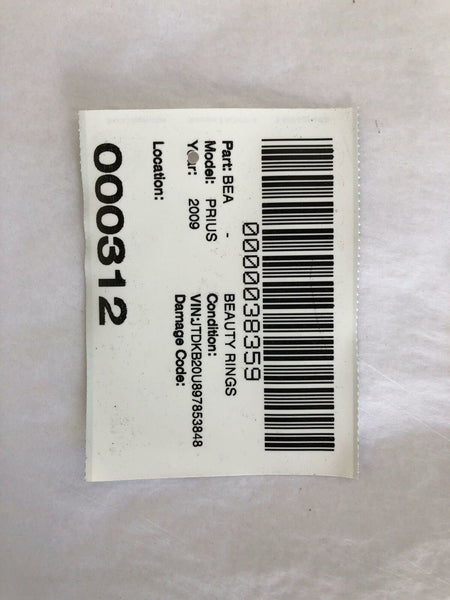 0000038359
Part: BEA - BEAUTY RINGS
Model: PRIUS Condition:
Year: 2009 VIN:JTDKB20U897853848
Damage Code:
Location:
000312